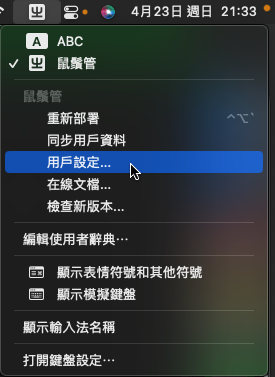 4月23日 週日 21:33
A ABC
✓ 鼠鬚管
鼠鬚管
重新部署 ^⌥`
同步用戶資料
用戶設定...
在線文檔...
檢查新版本...
編輯使用者辭典⋯
顯示表情符號和其他符號
顯示模擬鍵盤
顯示輸入法名稱
打開鍵盤設定⋯